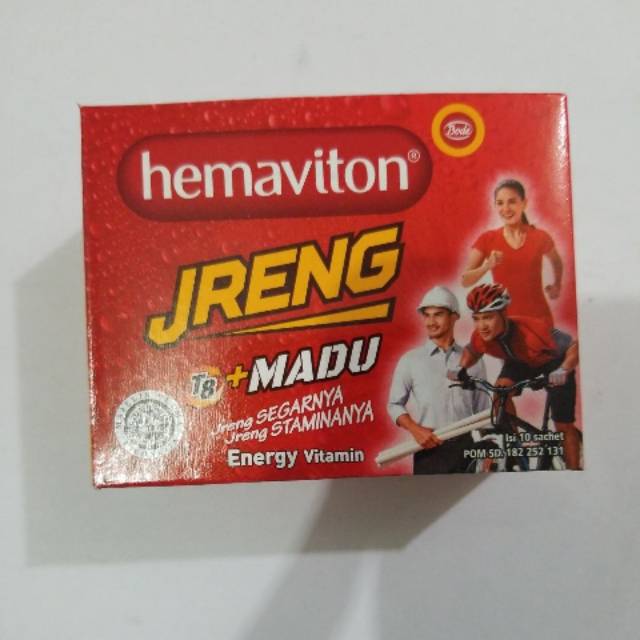 Bode
hemaviton®
JRENG
T8 +MADU
Jreng SEGARNYA
Jreng STAMINANYA
Energy Vitamin
Isi 10 sachet
POM SD. 182 252 131